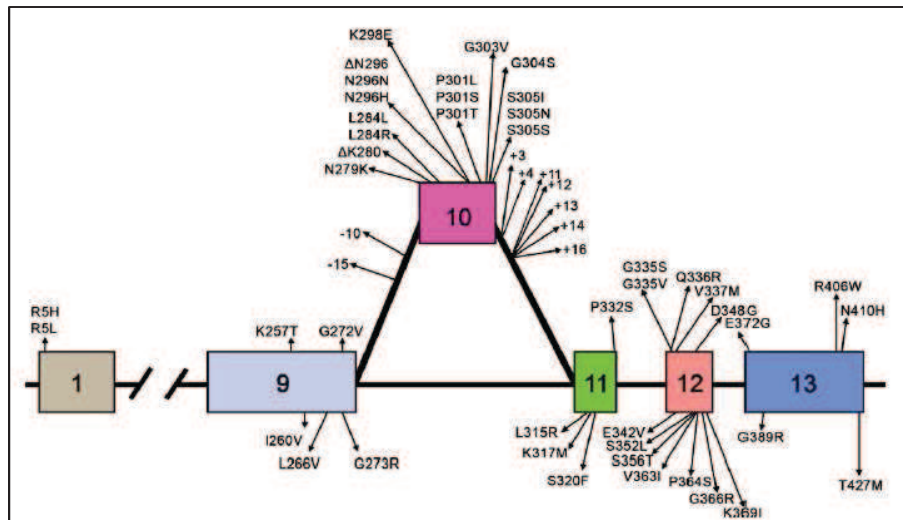 K298E
G303V
G304S
ΔN296
N296N
N296H
P301L
P301S
P301T
L284L
L284R
S305I
S305N
S305S
ΔK280
N279K
+3
+4
+11
+12
+13
+14
+16
10
-10
-15
R5H
R5L
K257T
G272V
P332S
G335S
G335V
Q336R
V337M
D348G
E372G
R406W
N410H
1
9
11
12
13
I260V
L266V
G273R
L315R
K317M
S320F
E342V
S352L
S356T
V363I
P364S
G366R
K369I
G389R
T427M